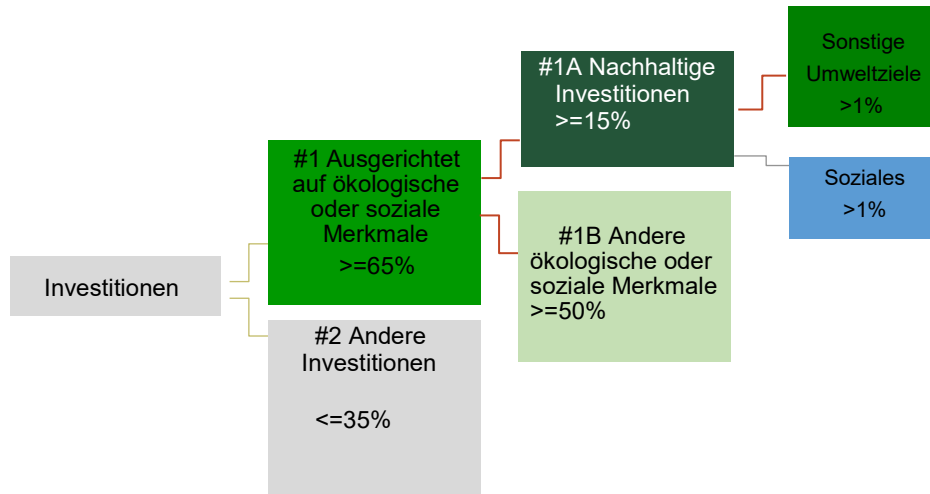 Investitionen
#1 Ausgerichtet
auf ökologische
oder soziale
Merkmale
>=65%
#2 Andere
Investitionen
<=35%
#1A Nachhaltige
Investitionen
>=15%
#1B Andere
ökologische oder
soziale Merkmale
>=50%
Sonstige
Umweltziele
>1%
Soziales
>1%